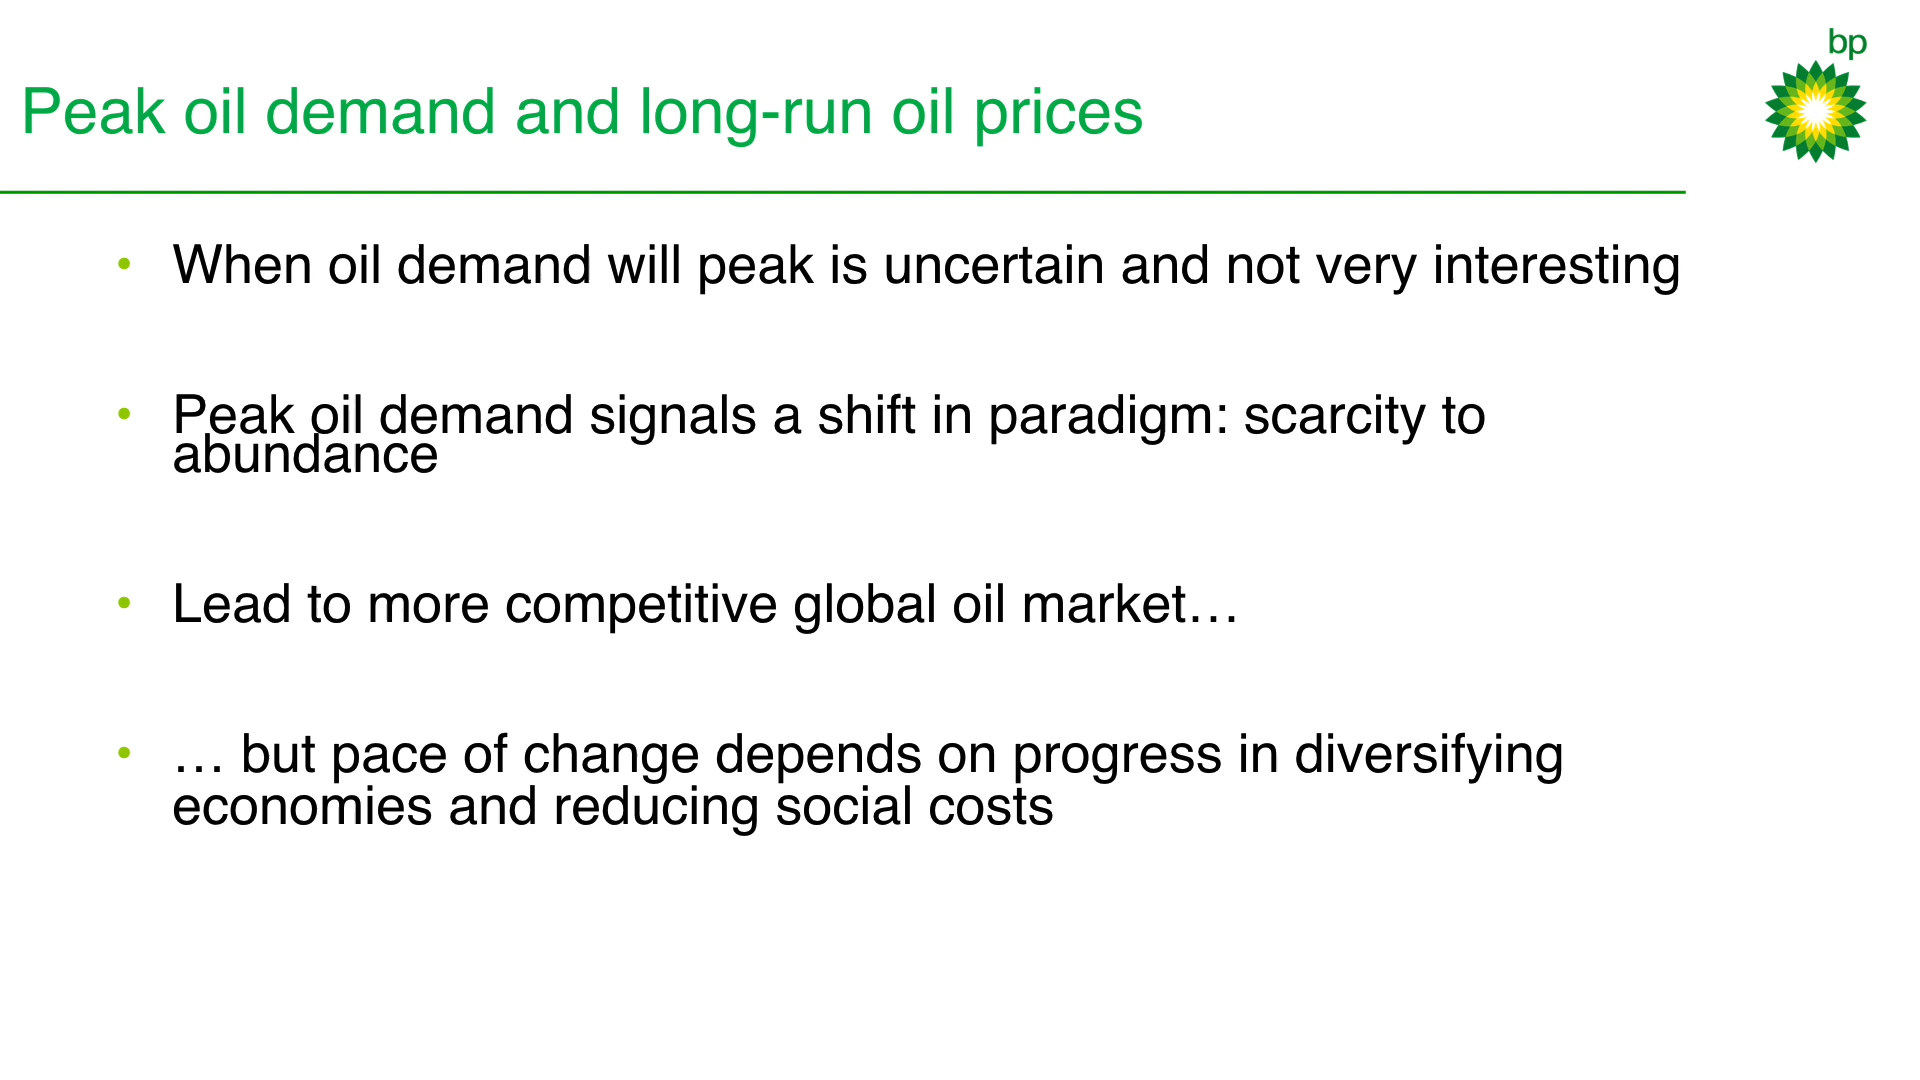 bp
Peak oil demand and long-run oil prices
• When oil demand will peak is uncertain and not very interesting
• Peak oil demand signals a shift in paradigm: scarcity to
abundance
• Lead to more competitive global oil market…
• … but pace of change depends on progress in diversifying
economies and reducing social costs